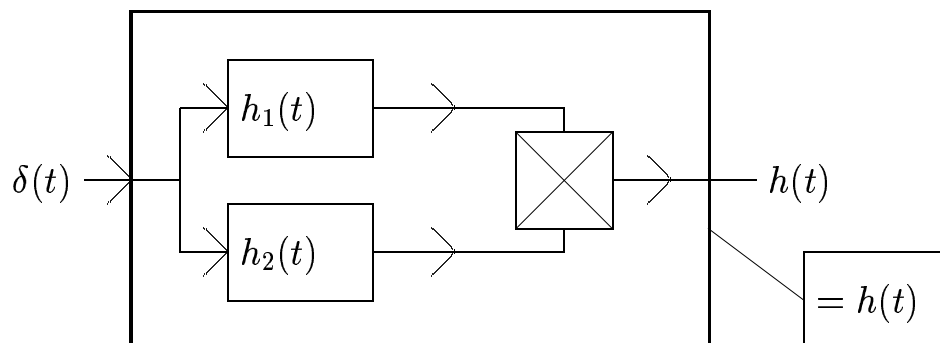 h₁(t)
δ(t)
h(t)
h₂(t)
= h(t)